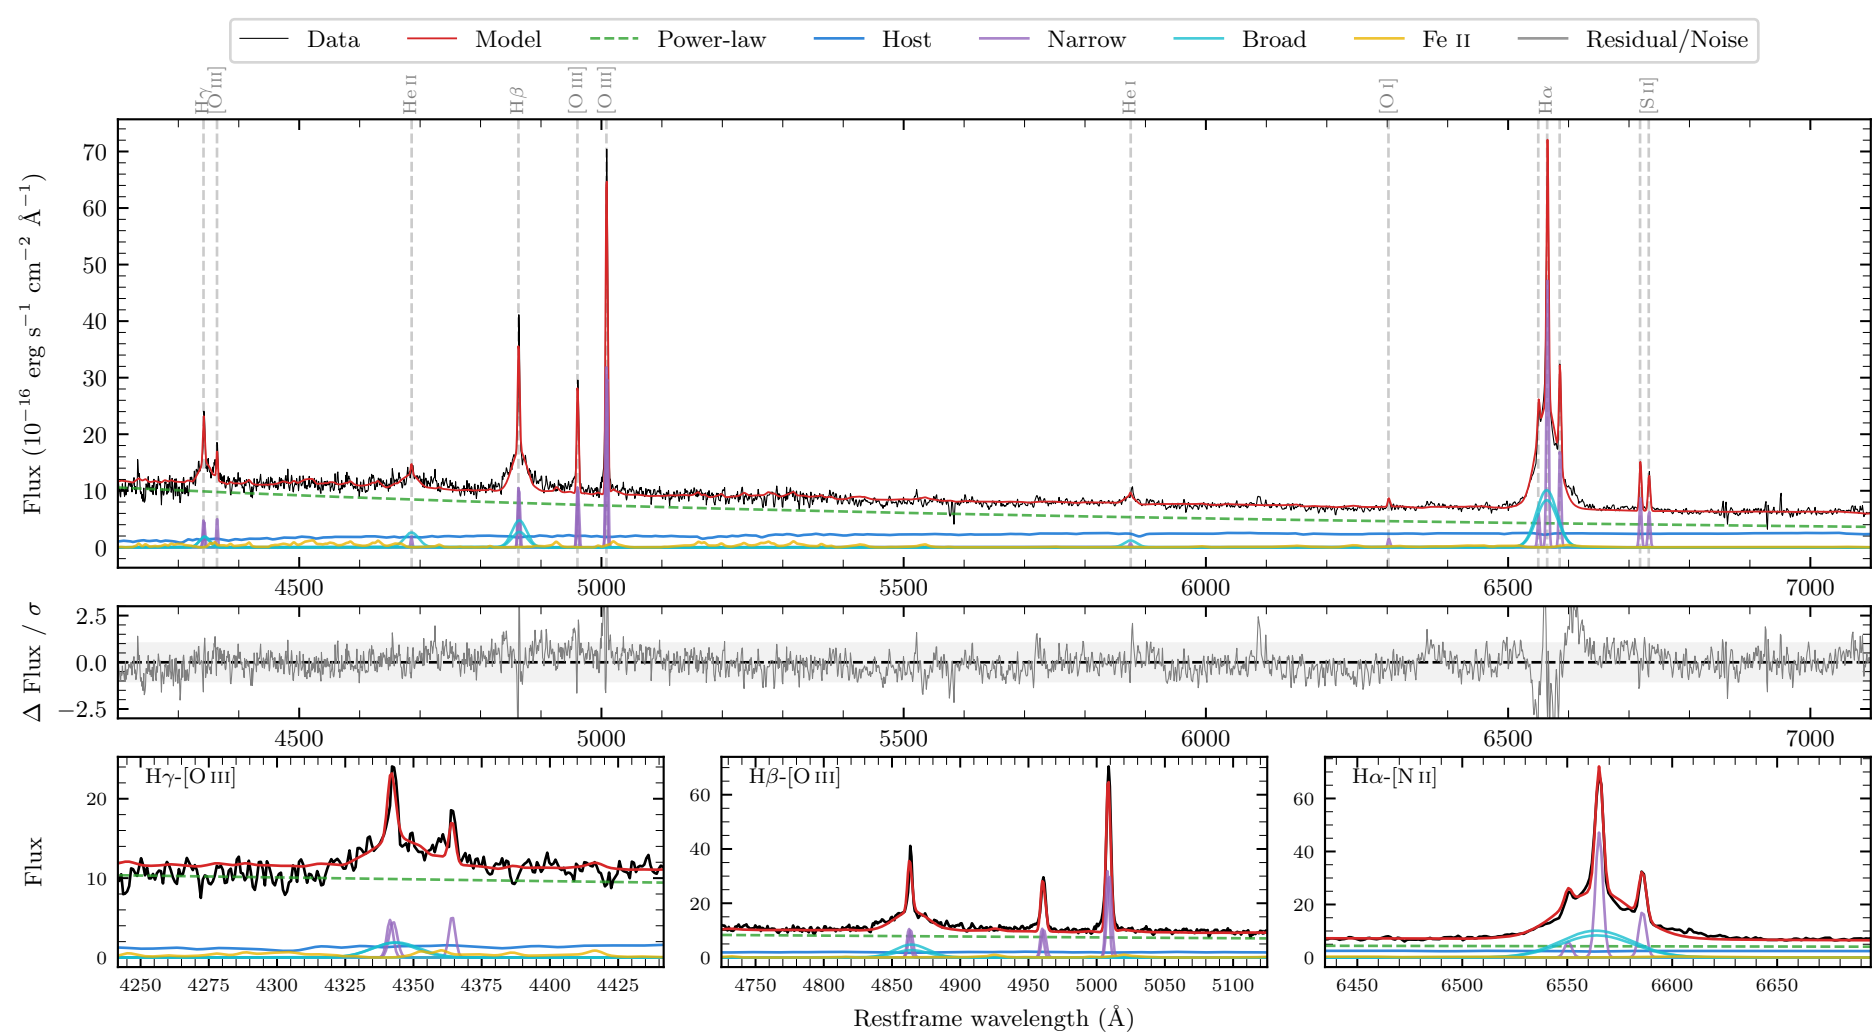 Data Model Power-law Host Narrow Broad Fe II Residual/Noise
Hγ [O III] He II Hβ [O III] [O III] He I [O I] Hα [S II]
Flux (10⁻¹⁶ erg s⁻¹ cm⁻² Å⁻¹)
70
60
50
40
30
20
10
0
4500 5000 5500 6000 6500 7000
Δ Flux / σ
2.5
0.0
−2.5
4500 5000 5500 6000 6500 7000
Flux
Hγ-[O III]
20
10
0
4250 4275 4300 4325 4350 4375 4400 4425
Hβ-[O III]
60
40
20
0
4750 4800 4850 4900 4950 5000 5050 5100
Hα-[N II]
60
40
20
0
6450 6500 6550 6600 6650
Restframe wavelength (Å)